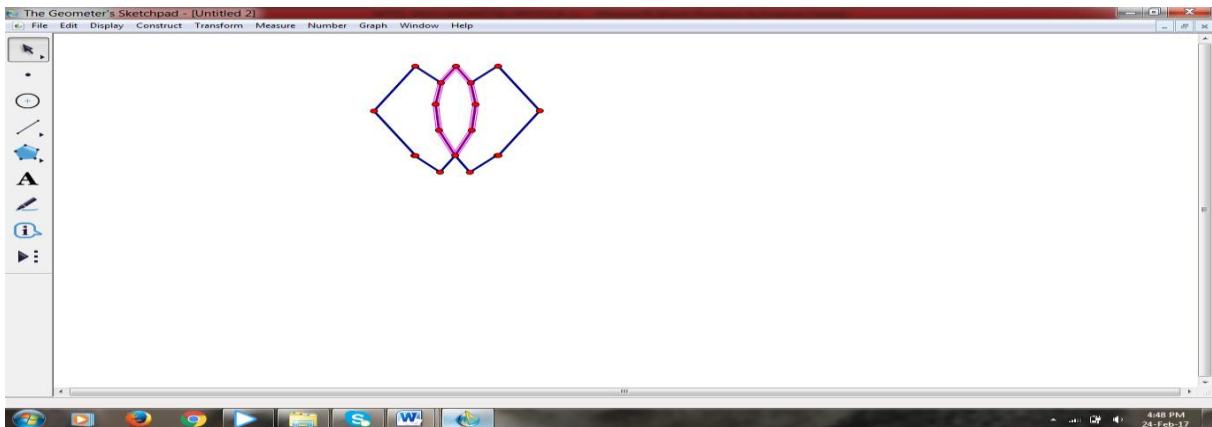 The Geometer's Sketchpad - [Untitled 2]
File Edit Display Construct Transform Measure Number Graph Window Help
A
4:48 PM
24-Feb-17